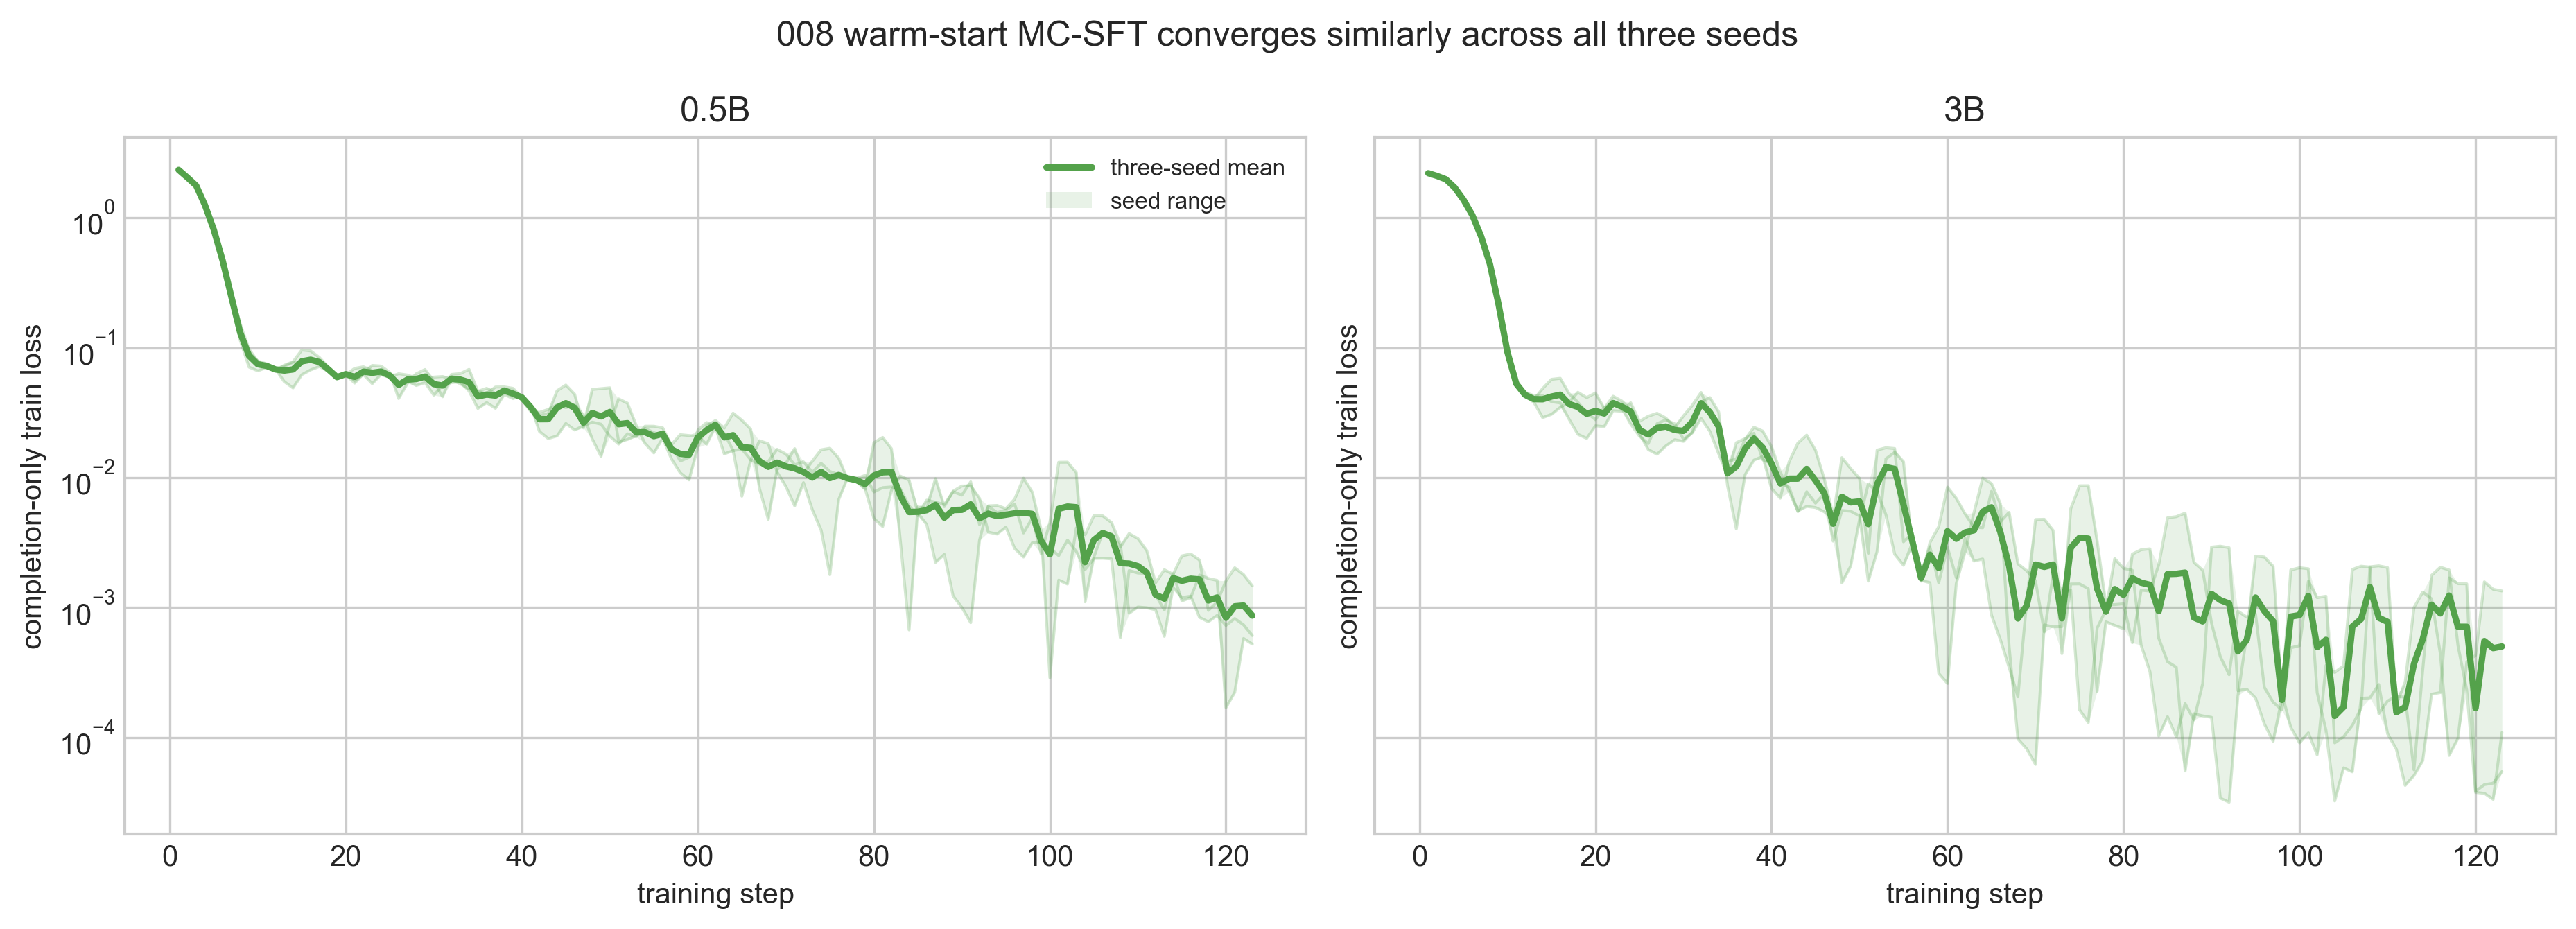 008 warm-start MC-SFT converges similarly across all three seeds
0.5B
three-seed mean
seed range
completion-only train loss
10⁰
10⁻¹
10⁻²
10⁻³
10⁻⁴
0 20 40 60 80 100 120
training step
3B
completion-only train loss
0 20 40 60 80 100 120
training step